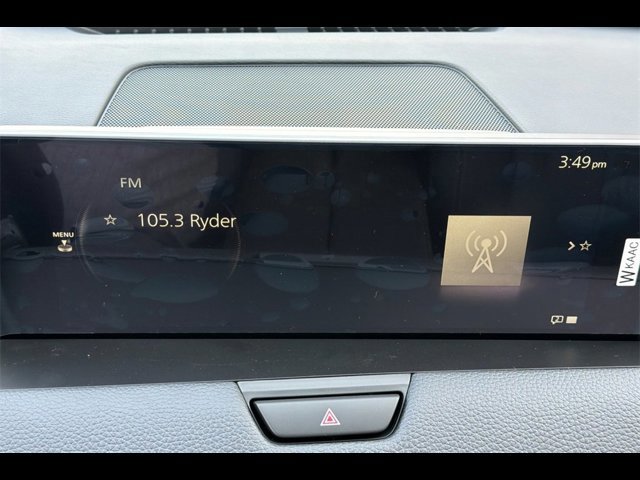 3:49 pm
FM
☆ 105.3 Ryder
MENU
WKAAC